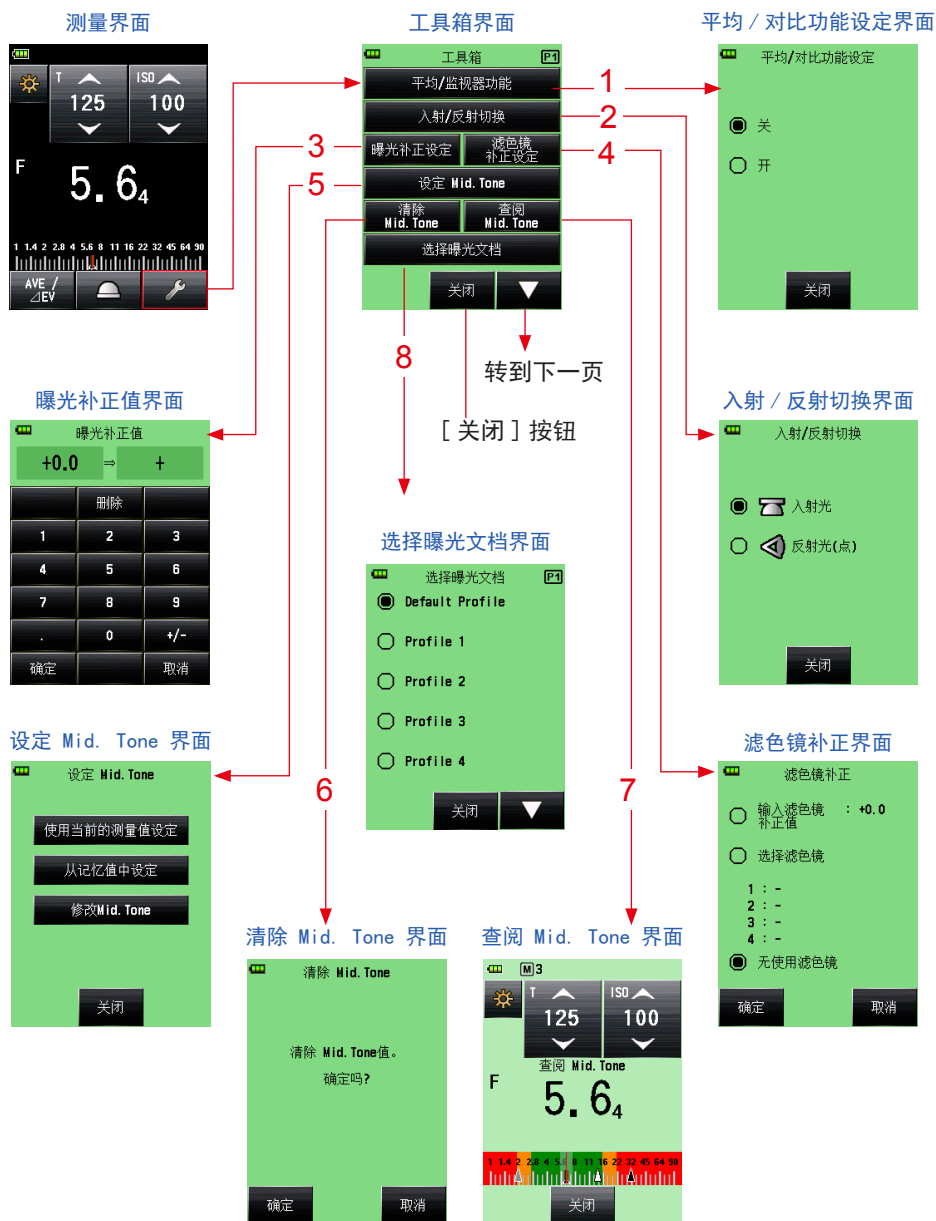 测量界面
工具箱界面
平均 / 对比功能设定界面
T
125
ISO
100
F
5. 6₄
1 1.4 2 2.8 4 5.6 8 11 16 22 32 45 64 90
AVE /
⊿EV
工具箱
P1
平均/监视器功能
入射/反射切换
曝光补正设定
滤色镜
补正设定
设定 Mid. Tone
清除
Mid. Tone
查阅
Mid. Tone
选择曝光文档
关闭
平均/对比功能设定
关
开
关闭
1
2
3
4
5
6
7
8
转到下一页
[ 关闭 ] 按钮
曝光补正值界面
曝光补正值
+0.0 ⇒ +
删除
1 2 3
4 5 6
7 8 9
. 0 +/-
确定 取消
选择曝光文档界面
选择曝光文档
P1
Default Profile
Profile 1
Profile 2
Profile 3
Profile 4
关闭
入射 / 反射切换界面
入射/反射切换
入射光
反射光(点)
关闭
设定 Mid. Tone 界面
设定 Mid. Tone
使用当前的测量值设定
从记忆值中设定
修改Mid. Tone
关闭
清除 Mid. Tone 界面
清除 Mid. Tone
清除 Mid. Tone值。
确定吗?
确定 取消
查阅 Mid. Tone 界面
M 3
T
125
ISO
100
查阅 Mid. Tone
F
5. 6₄
1 1.4 2 2.8 4 5.6 8 11 16 22 32 45 64 90
关闭
滤色镜补正界面
滤色镜补正
输入滤色镜 : +0.0
补正值
选择滤色镜
1 : -
2 : -
3 : -
4 : -
无使用滤色镜
确定 取消